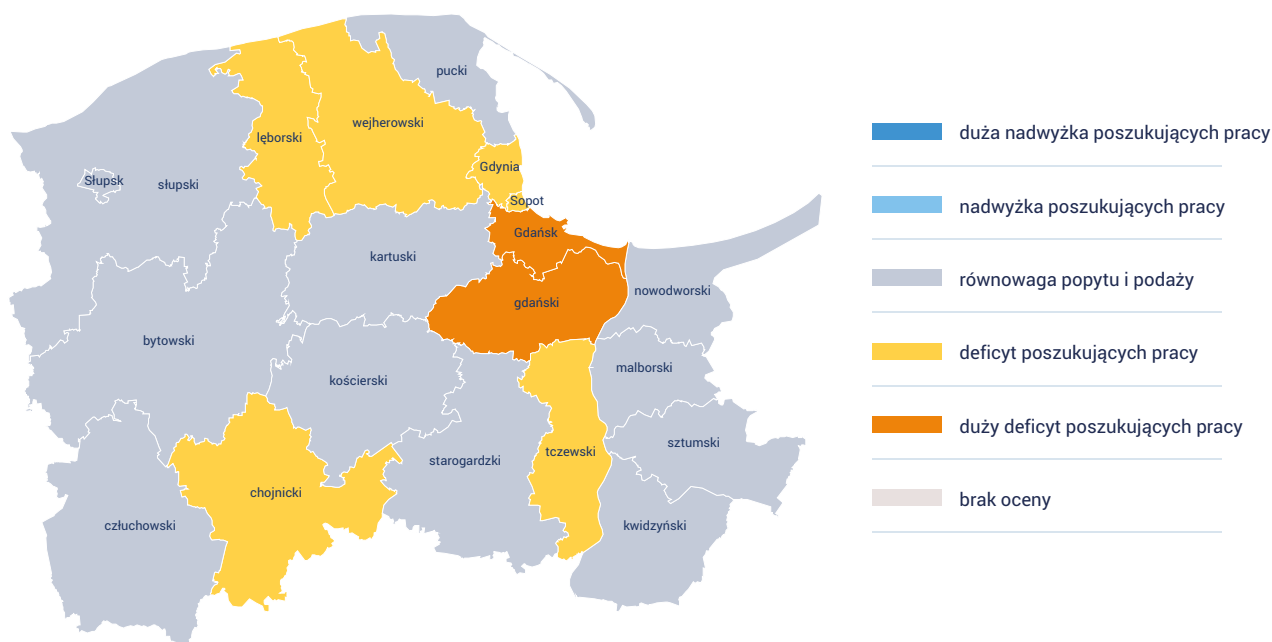 pucki
wejherowski
lęborski
Gdynia
Słupsk
słupski
Sopot
Gdańsk
kartuski
nowodworski
gdański
bytowski
malborski
kościerski
sztumski
tczewski
starogardzki
chojnicki
człuchowski
kwidzyński
duża nadwyżka poszukujących pracy
nadwyżka poszukujących pracy
równowaga popytu i podaży
deficyt poszukujących pracy
duży deficyt poszukujących pracy
brak oceny